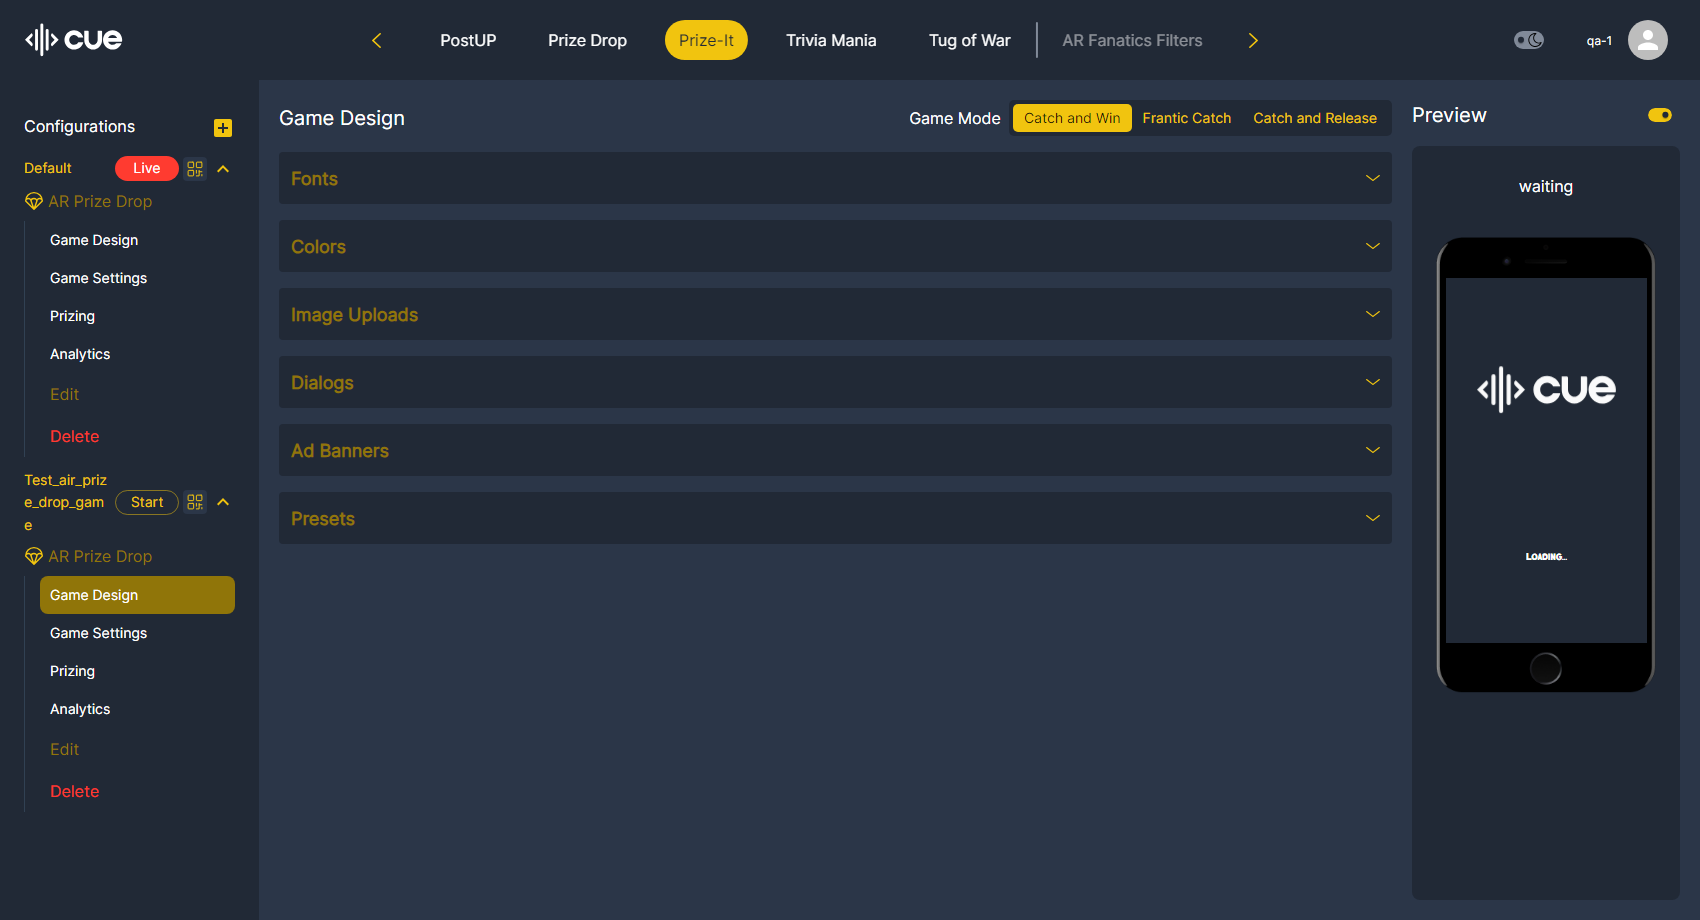 cue
PostUP
Prize Drop
Prize-It
Trivia Mania
Tug of War
AR Fanatics Filters
qa-1
Configurations
Default
Live
AR Prize Drop
Game Design
Game Settings
Prizing
Analytics
Edit
Delete
Test_air_priz
e_drop_gam
e
Start
AR Prize Drop
Game Design
Game Settings
Prizing
Analytics
Edit
Delete
Game Design
Game Mode
Catch and Win
Frantic Catch
Catch and Release
Fonts
Colors
Image Uploads
Dialogs
Ad Banners
Presets
Preview
waiting
cue
LOADING...